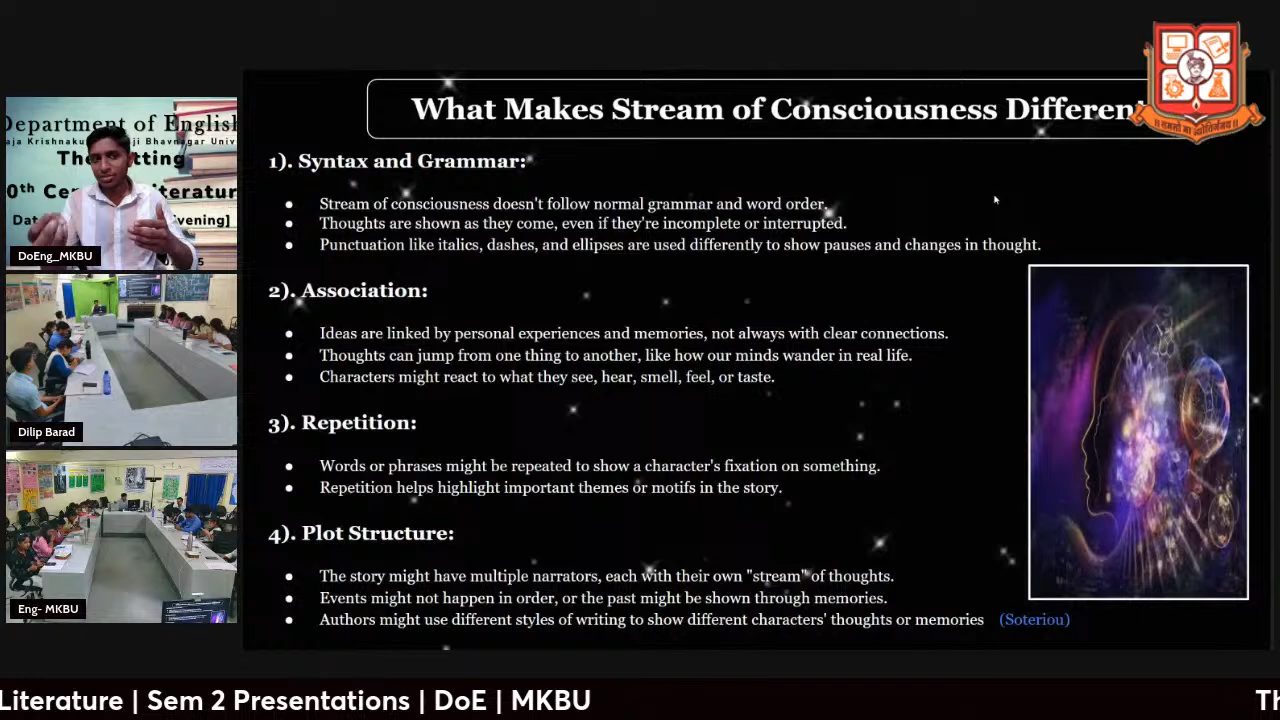 What Makes Stream of Consciousness Different
1). Syntax and Grammar:
● Stream of consciousness doesn't follow normal grammar and word order.
● Thoughts are shown as they come, even if they're incomplete or interrupted.
● Punctuation like italics, dashes, and ellipses are used differently to show pauses and changes in thought.
2). Association:
● Ideas are linked by personal experiences and memories, not always with clear connections.
● Thoughts can jump from one thing to another, like how our minds wander in real life.
● Characters might react to what they see, hear, smell, feel, or taste.
3). Repetition:
● Words or phrases might be repeated to show a character's fixation on something.
● Repetition helps highlight important themes or motifs in the story.
4). Plot Structure:
● The story might have multiple narrators, each with their own "stream" of thoughts.
● Events might not happen in order, or the past might be shown through memories.
● Authors might use different styles of writing to show different characters' thoughts or memories (Soteriou)
Department of English
The
DoEng_MKBU
Dilip Barad
Eng- MKBU
Literature | Sem 2 Presentations | DoE | MKBU
Th